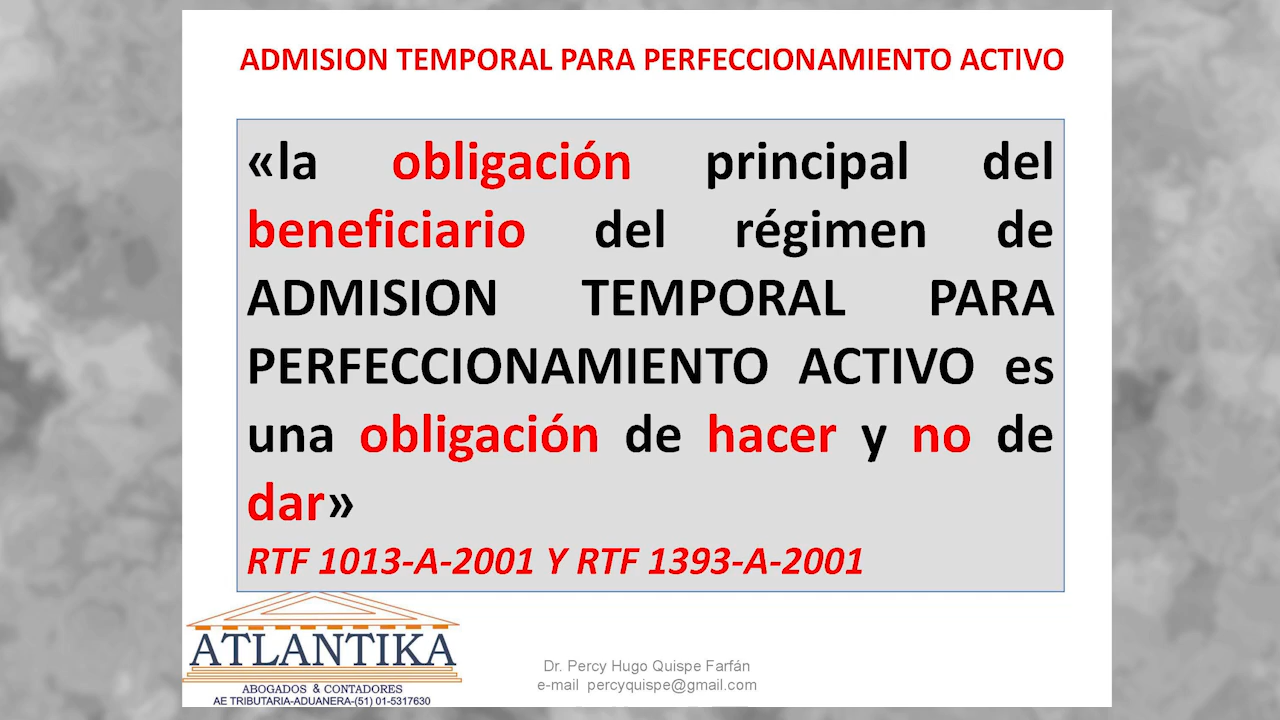 ADMISION TEMPORAL PARA PERFECCIONAMIENTO ACTIVO
«la obligación principal del
beneficiario del régimen de
ADMISION TEMPORAL PARA
PERFECCIONAMIENTO ACTIVO es
una obligación de hacer y no de
dar»
RTF 1013-A-2001 Y RTF 1393-A-2001
ATLANTIKA
ABOGADOS & CONTADORES
AE TRIBUTARIA-ADUANERA-(51) 01-5317630
Dr. Percy Hugo Quispe Farfán
e-mail percyquispe@gmail.com